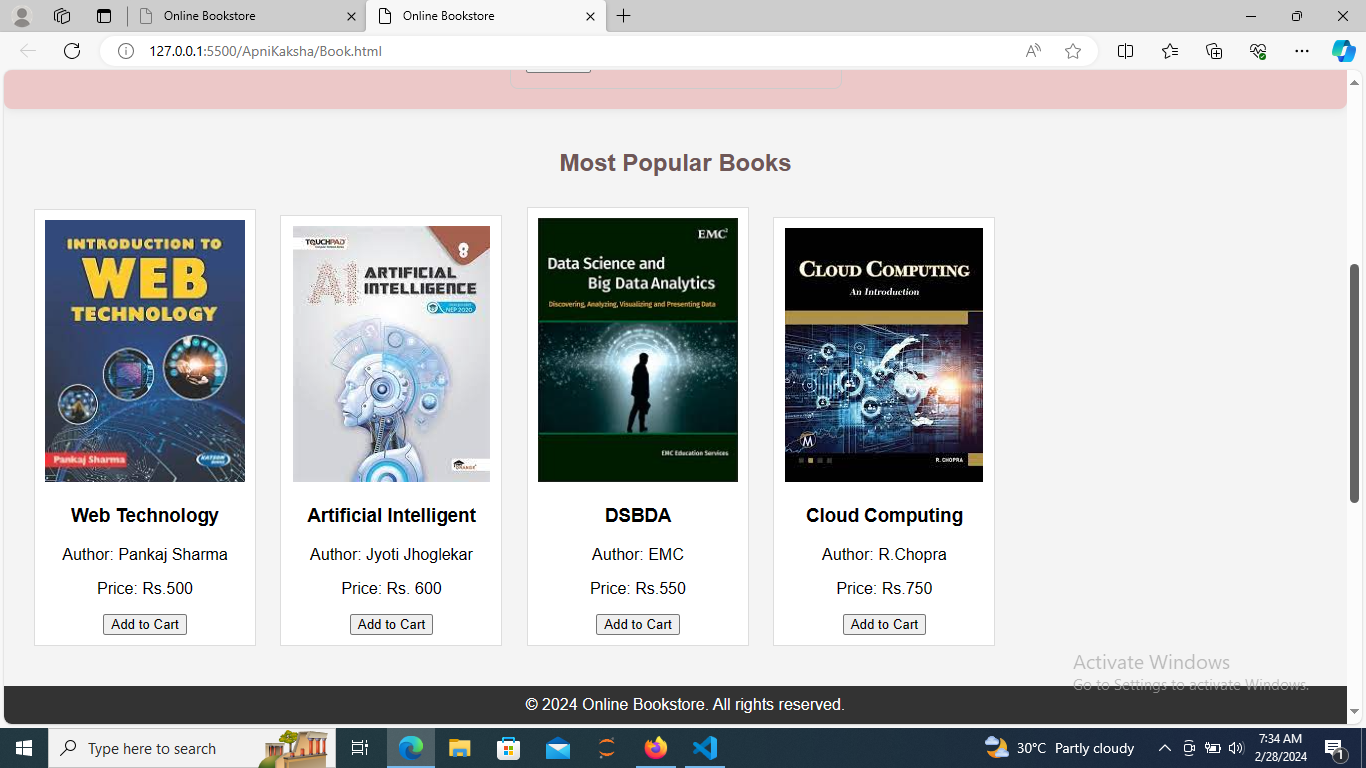 Online Bookstore
Online Bookstore
127.0.0.1:5500/ApniKaksha/Book.html
Most Popular Books
INTRODUCTION TO
WEB
TECHNOLOGY
Pankaj Sharma
Web Technology
Author: Pankaj Sharma
Price: Rs.500
Add to Cart
TOUCHPAD
8
AI ARTIFICIAL
INTELLIGENCE
NEP 2020
Artificial Intelligent
Author: Jyoti Jhoglekar
Price: Rs. 600
Add to Cart
EMC²
Data Science and
Big Data Analytics
Discovering, Analyzing, Visualizing and Presenting Data
EMC Education Services
DSBDA
Author: EMC
Price: Rs.550
Add to Cart
CLOUD COMPUTING
An Introduction
M
R. CHOPRA
Cloud Computing
Author: R.Chopra
Price: Rs.750
Add to Cart
Activate Windows
Go to Settings to activate Windows.
© 2024 Online Bookstore. All rights reserved.
Type here to search
30°C Partly cloudy
7:34 AM
2/28/2024
1